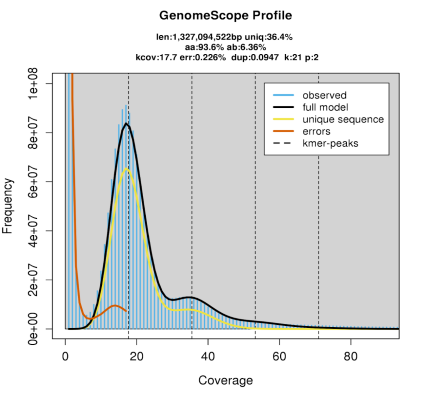 GenomeScope Profile
len:1,327,094,522bp uniq:36.4%
aa:93.6% ab:6.36%
kcov:17.7 err:0.226% dup:0.0947 k:21 p:2
observed
full model
unique sequence
errors
kmer-peaks
Frequency
0e+00
2e+07
4e+07
6e+07
8e+07
1e+08
0
20
40
60
80
Coverage